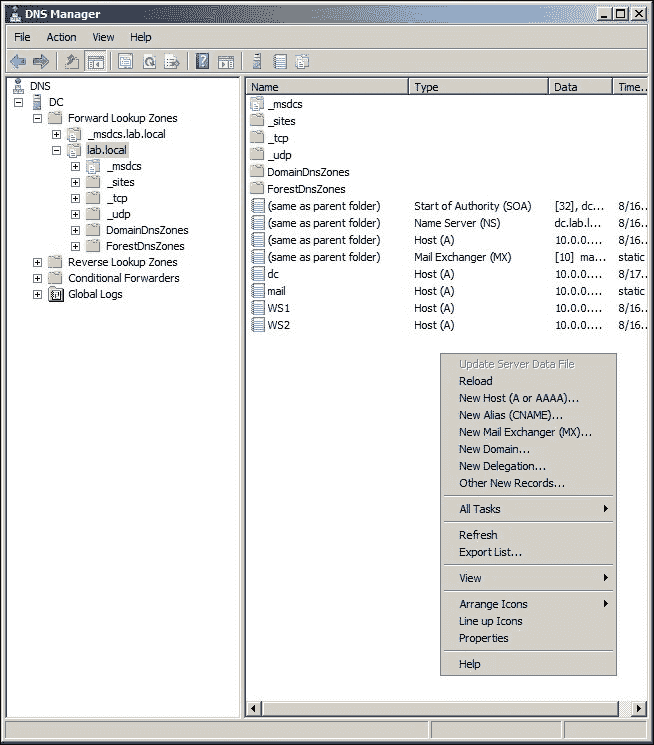 DNS Manager
File Action View Help
DNS
DC
Forward Lookup Zones
_msdcs.lab.local
lab.local
_msdcs
_sites
_tcp
_udp
DomainDnsZones
ForestDnsZones
Reverse Lookup Zones
Conditional Forwarders
Global Logs
Name Type Data Time...
_msdcs
_sites
_tcp
_udp
DomainDnsZones
ForestDnsZones
(same as parent folder) Start of Authority (SOA) [32], dc... 8/16...
(same as parent folder) Name Server (NS) dc.lab.l... 8/16...
(same as parent folder) Host (A) 10.0.0.... 8/16...
(same as parent folder) Mail Exchanger (MX) [10] ma... static
dc Host (A) 10.0.0.... 8/17...
mail Host (A) 10.0.0.... static
WS1 Host (A) 10.0.0.... 8/16...
WS2 Host (A) 10.0.0.... 8/16...
Update Server Data File
Reload
New Host (A or AAAA)...
New Alias (CNAME)...
New Mail Exchanger (MX)...
New Domain...
New Delegation...
Other New Records...
All Tasks
Refresh
Export List...
View
Arrange Icons
Line up Icons
Properties
Help